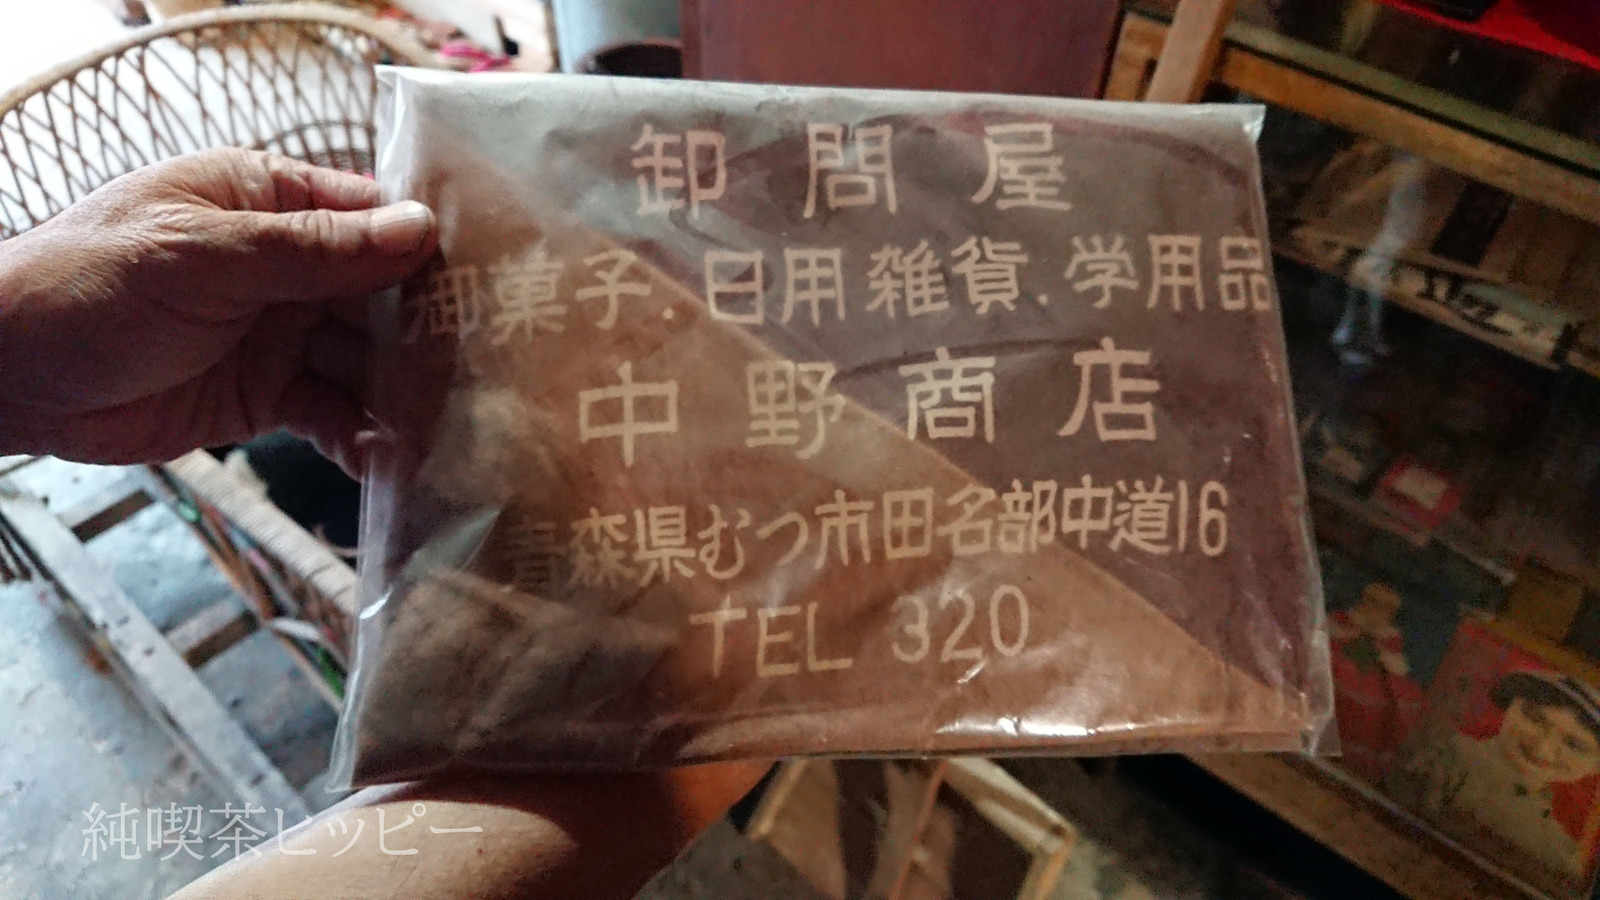 卸問屋
御菓子.日用雑貨.学用品
中野商店
青森県むつ市田名部中道16
TEL 320
純喫茶ヒッピー